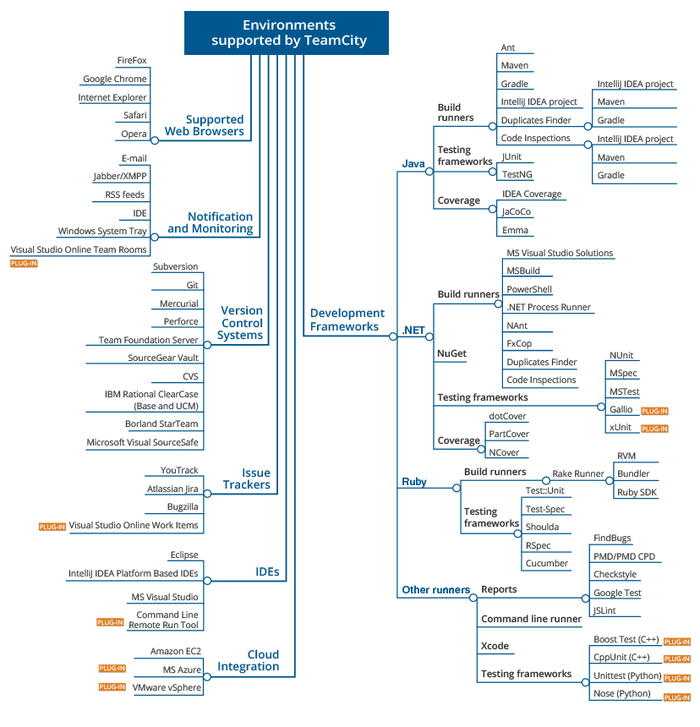 Environments
supported by TeamCity
FireFox
Google Chrome
Internet Explorer
Safari
Opera
Supported
Web Browsers
E-mail
Jabber/XMPP
RSS feeds
IDE
Windows System Tray
Visual Studio Online Team Rooms
PLUG-IN
Notification
and Monitoring
Subversion
Git
Mercurial
Perforce
Team Foundation Server
SourceGear Vault
CVS
IBM Rational ClearCase
(Base and UCM)
Borland StarTeam
Microsoft Visual SourceSafe
Version
Control
Systems
YouTrack
Atlassian Jira
Bugzilla
PLUG-IN Visual Studio Online Work Items
Issue
Trackers
Eclipse
IntelliJ IDEA Platform Based IDEs
MS Visual Studio
Command Line
PLUG-IN Remote Run Tool
IDEs
Amazon EC2
PLUG-IN MS Azure
PLUG-IN VMware vSphere
Cloud
Integration
Development
Frameworks
Java
Build
runners
Ant
Maven
Gradle
IntelliJ IDEA project
Duplicates Finder
IntelliJ IDEA project
Maven
Gradle
Code Inspections
IntelliJ IDEA project
Maven
Gradle
Testing
frameworks
JUnit
TestNG
Coverage
IDEA Coverage
JaCoCo
Emma
.NET
Build runners
MS Visual Studio Solutions
MSBuild
PowerShell
.NET Process Runner
NAnt
FxCop
Duplicates Finder
Code Inspections
NuGet
Testing frameworks
NUnit
MSpec
MSTest
Gallio PLUG-IN
xUnit PLUG-IN
Coverage
dotCover
PartCover
NCover
Ruby
Build runners
Rake Runner
RVM
Bundler
Ruby SDK
Testing
frameworks
Test::Unit
Test-Spec
Shoulda
RSpec
Cucumber
Other runners
Reports
FindBugs
PMD/PMD CPD
Checkstyle
Google Test
JSLint
Command line runner
Xcode
Testing frameworks
Boost Test (C++) PLUG-IN
CppUnit (C++) PLUG-IN
Unittest (Python) PLUG-IN
Nose (Python) PLUG-IN